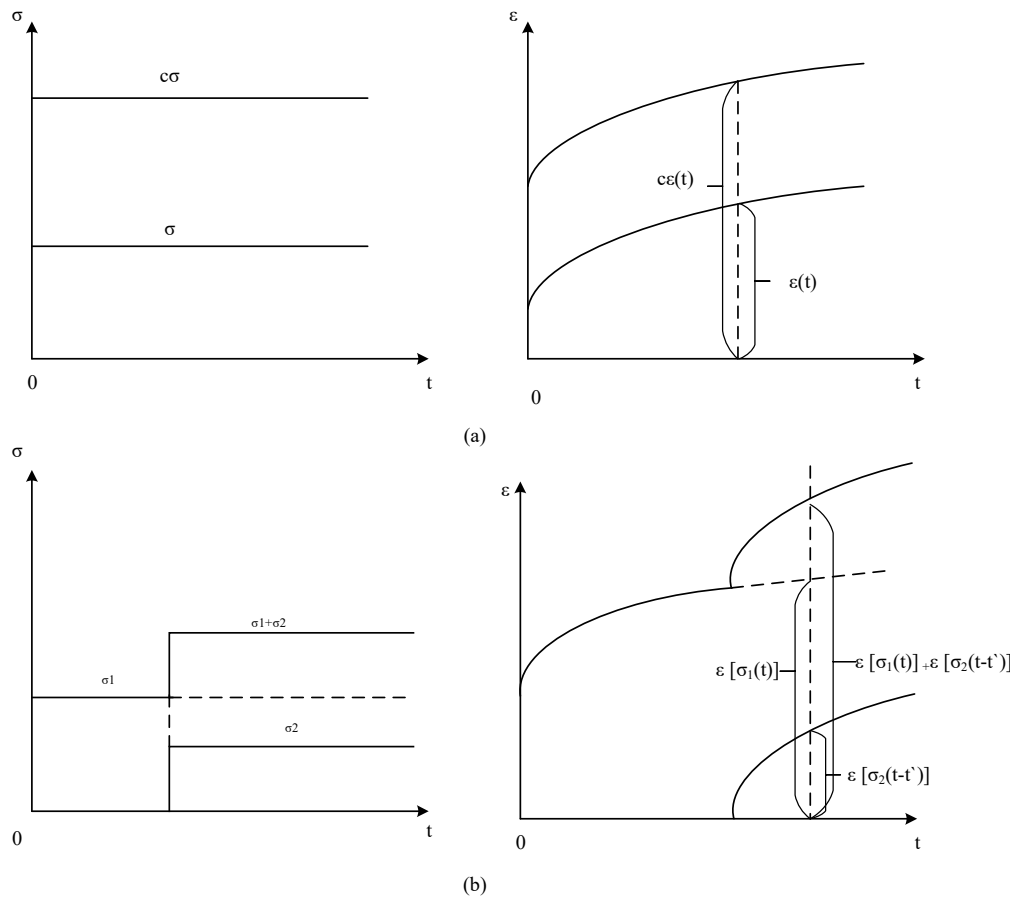 σ
cσ
σ
0
t
ε
cε(t)
ε(t)
0
t
(a)
σ
σ1+σ2
σ1
σ2
0
t
ε
ε [σ₁(t)]
ε [σ₁(t)] +ε [σ₂(t-t`)]
ε [σ₂(t-t`)]
0
t
(b)